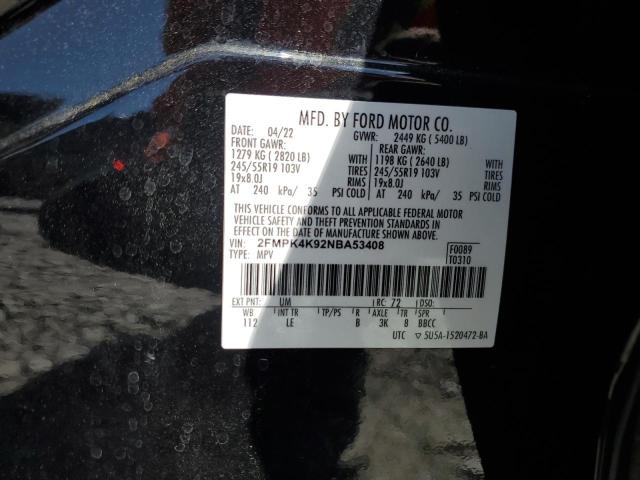 MFD. BY FORD MOTOR CO.
DATE: 04/22 GVWR: 2449 KG ( 5400 LB)
FRONT GAWR: REAR GAWR:
1279 KG ( 2820 LB) WITH 1198 KG ( 2640 LB) WITH
245/55R19 103V TIRES 245/55R19 103V TIRES
19x8.0J RIMS 19x8.0J RIMS
AT 240 kPa/ 35 PSI COLD AT 240 kPa/ 35 PSI COLD
THIS VEHICLE CONFORMS TO ALL APPLICABLE FEDERAL MOTOR
VEHICLE SAFETY AND THEFT PREVENTION STANDARDS IN
EFFECT ON THE DATE OF MANUFACTURE SHOWN ABOVE.
VIN: 2FMPK4K92NBA53408 F0089
TYPE: MPV T0310
EXT PNT: UM RC: 72 DSO:
WB INT TR TP/PS R AXLE TR SPR
112 LE B 3K 8 BBCC
UTC ▽ 5U5A-1520472-BA